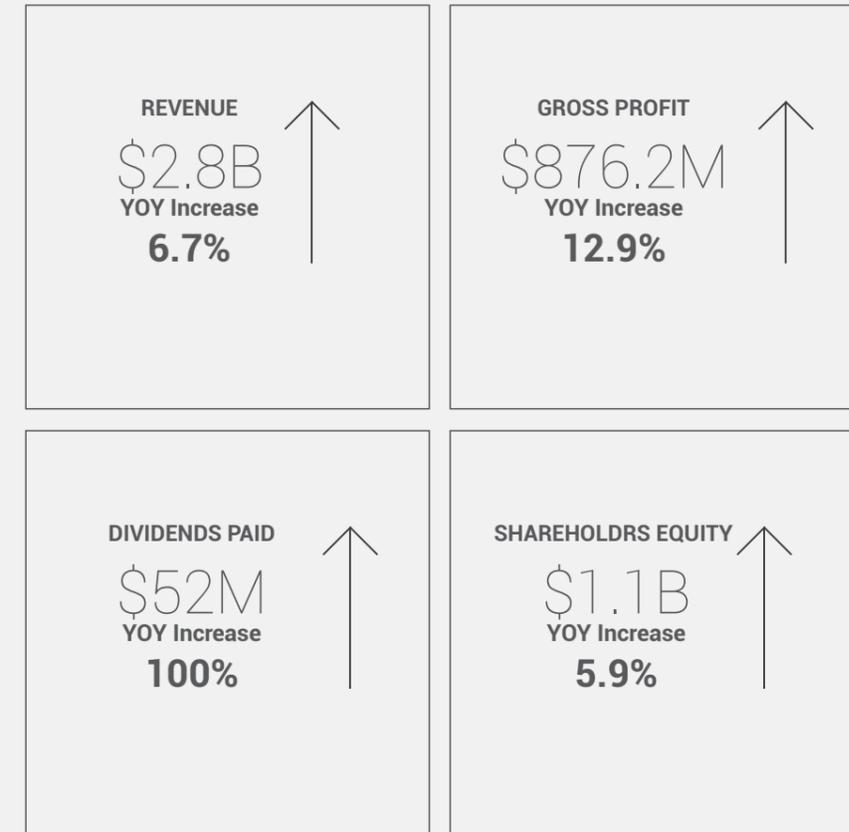 REVENUE
$2.8B
YOY Increase
6.7%
GROSS PROFIT
$876.2M
YOY Increase
12.9%
DIVIDENDS PAID
$52M
YOY Increase
100%
SHAREHOLDRS EQUITY
$1.1B
YOY Increase
5.9%